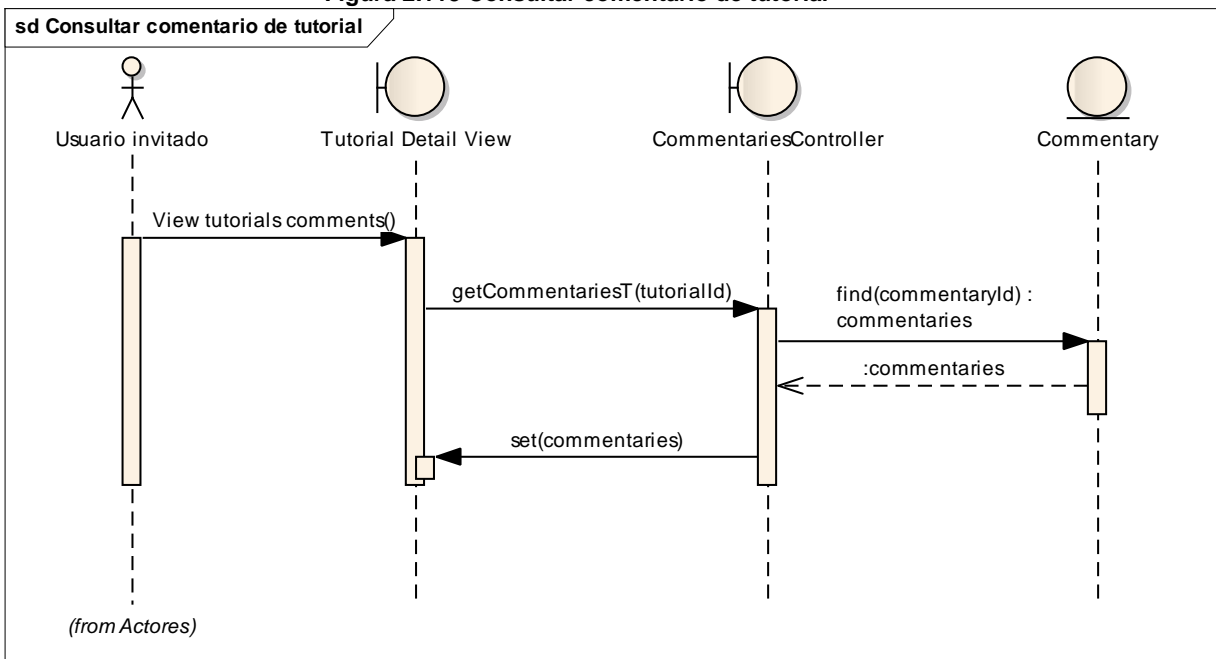 sd Consultar comentario de tutorial
Usuario invitado
Tutorial Detail View
CommentariesController
Commentary
View tutorials comments()
getCommentariesT(tutorialId)
find(commentaryId) :
commentaries
:commentaries
set(commentaries)
(from Actores)